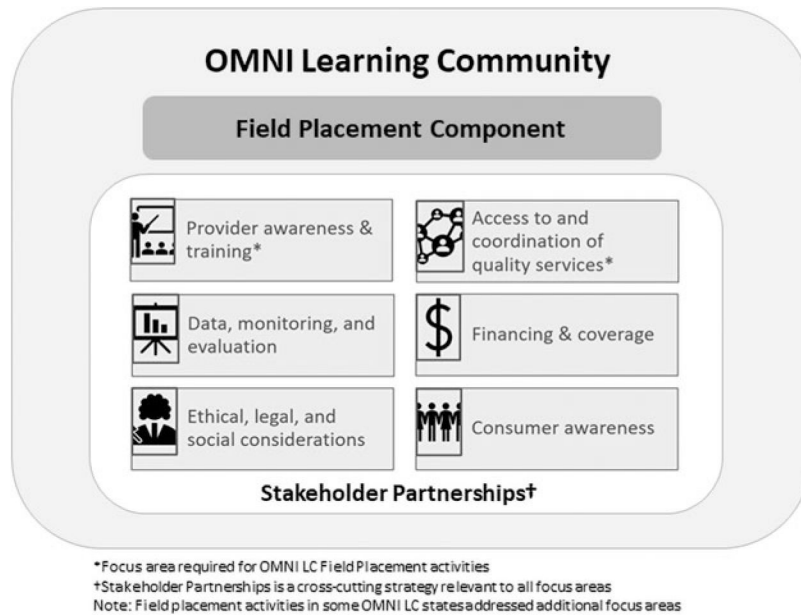 OMNI Learning Community
Field Placement Component
Provider awareness &
training*
Access to and
coordination of
quality services*
Data, monitoring, and
evaluation
Financing & coverage
Ethical, legal, and
social considerations
Consumer awareness
Stakeholder Partnerships†
*Focus area required for OMNI LC Field Placement activities
†Stakeholder Partnerships is a cross-cutting strategy relevant to all focus areas
Note: Field placement activities in some OMNI LC states addressed additional focus areas